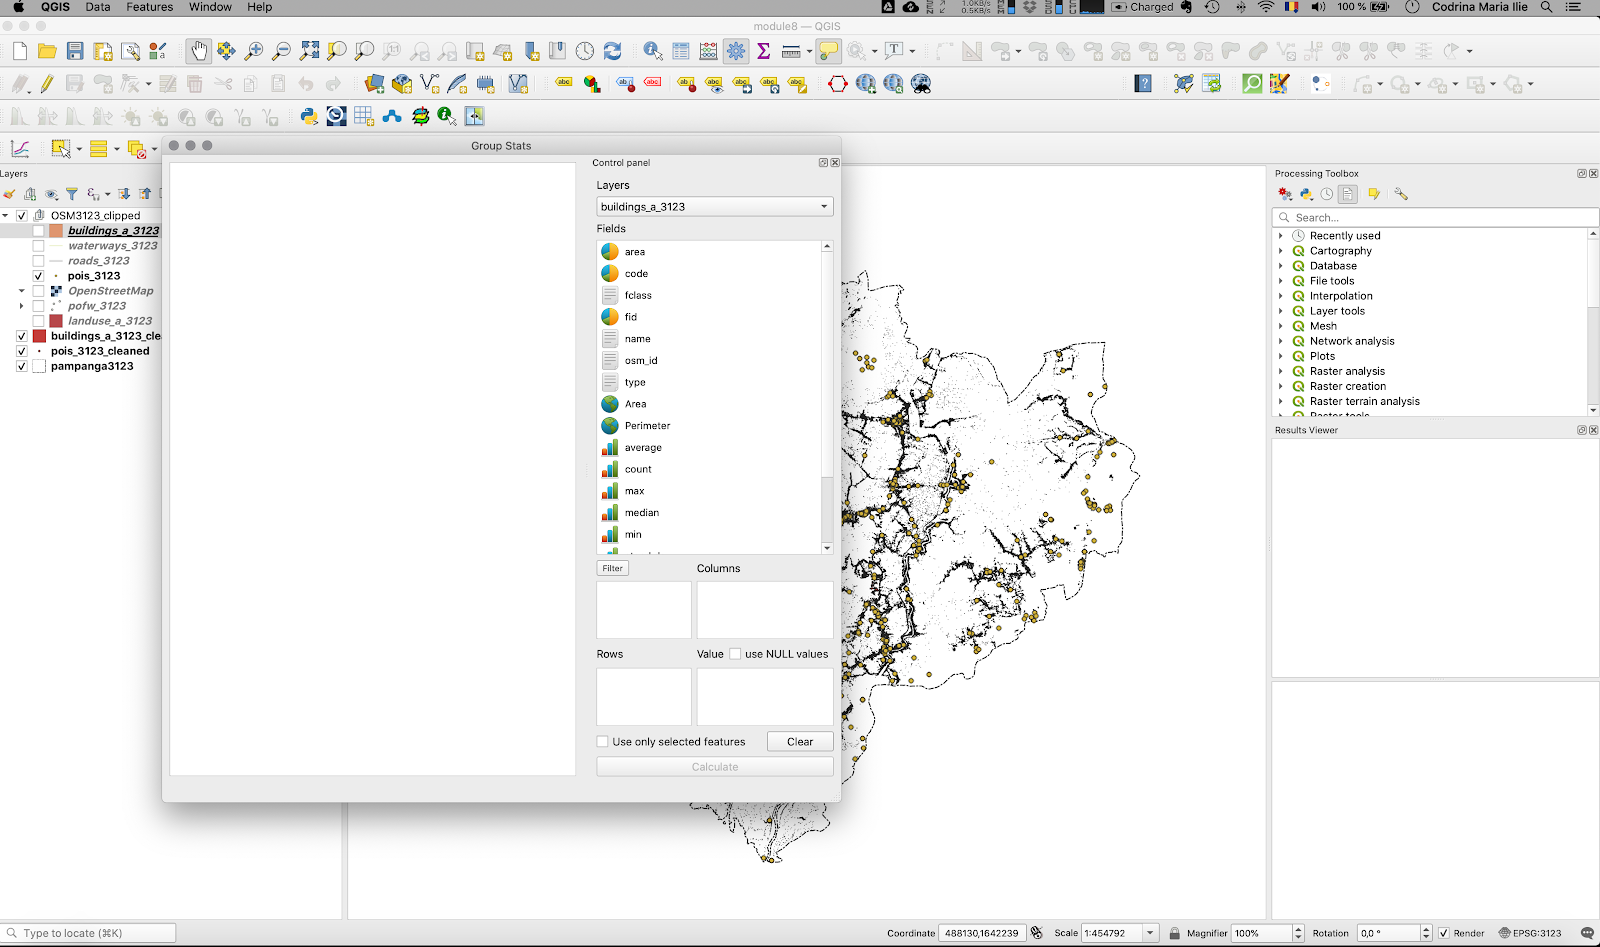 QGIS Data Features Window Help
1.0KB/s
0.5KB/s
Charged
100 %
Codrina Maria Ilie
module8 — QGIS
Group Stats
Layers
OSM3123_clipped
buildings_a_3123
waterways_3123
roads_3123
pois_3123
OpenStreetMap
pofw_3123
landuse_a_3123
buildings_a_3123_cle
pois_3123_cleaned
pampanga3123
Control panel
Layers
buildings_a_3123
Fields
area
code
fclass
fid
name
osm_id
type
Area
Perimeter
average
count
max
median
min
Filter
Columns
Rows
Value
use NULL values
Use only selected features
Clear
Calculate
Processing Toolbox
Search...
Recently used
Cartography
Database
File tools
Interpolation
Layer tools
Mesh
Network analysis
Plots
Raster analysis
Raster creation
Raster terrain analysis
Raster tools
Results Viewer
Type to locate (⌘K)
Coordinate 488130,1642239
Scale 1:454792
Magnifier 100%
Rotation 0,0 °
Render
EPSG:3123